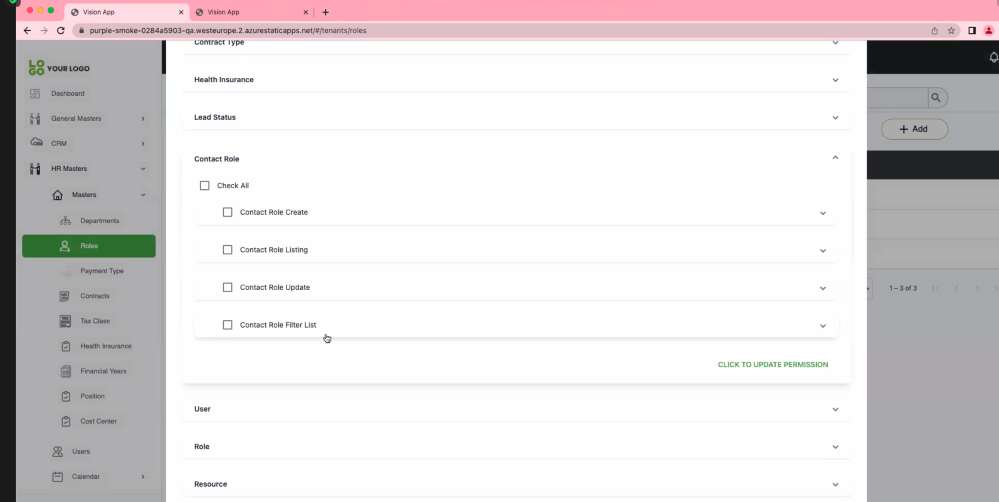 Vision App
Vision App
purple-smoke-0284a5903-qa.westeurope.2.azurestaticapps.net/#/tenants/roles
LOGO YOUR LOGO
Dashboard
General Masters
CRM
HR Masters
Masters
Departments
Roles
Payment Type
Contracts
Tax Class
Health Insurance
Financial Years
Position
Cost Center
Users
Calendar
Contract Type
Health Insurance
Lead Status
Contact Role
Check All
Contact Role Create
Contact Role Listing
Contact Role Update
Contact Role Filter List
CLICK TO UPDATE PERMISSION
User
Role
Resource
+ Add
1 – 3 of 3